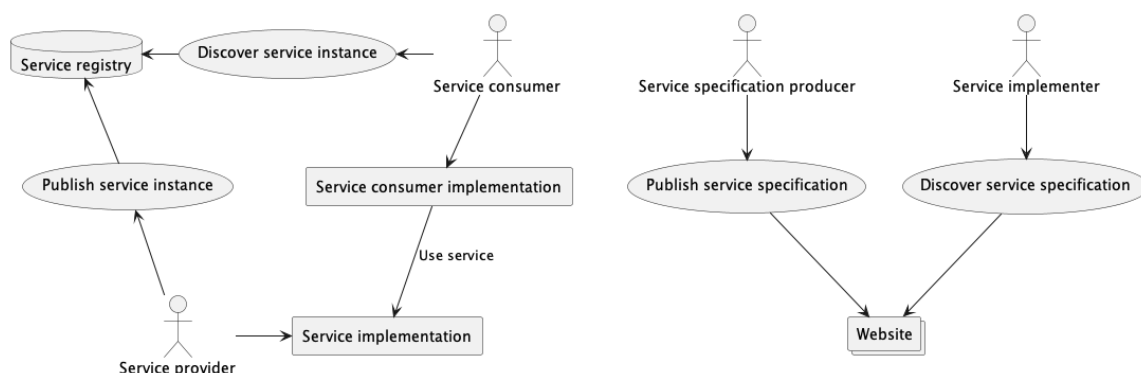 Service registry
Discover service instance
Service consumer
Service specification producer
Service implementer
Publish service instance
Service consumer implementation
Publish service specification
Discover service specification
Use service
Service implementation
Website
Service provider